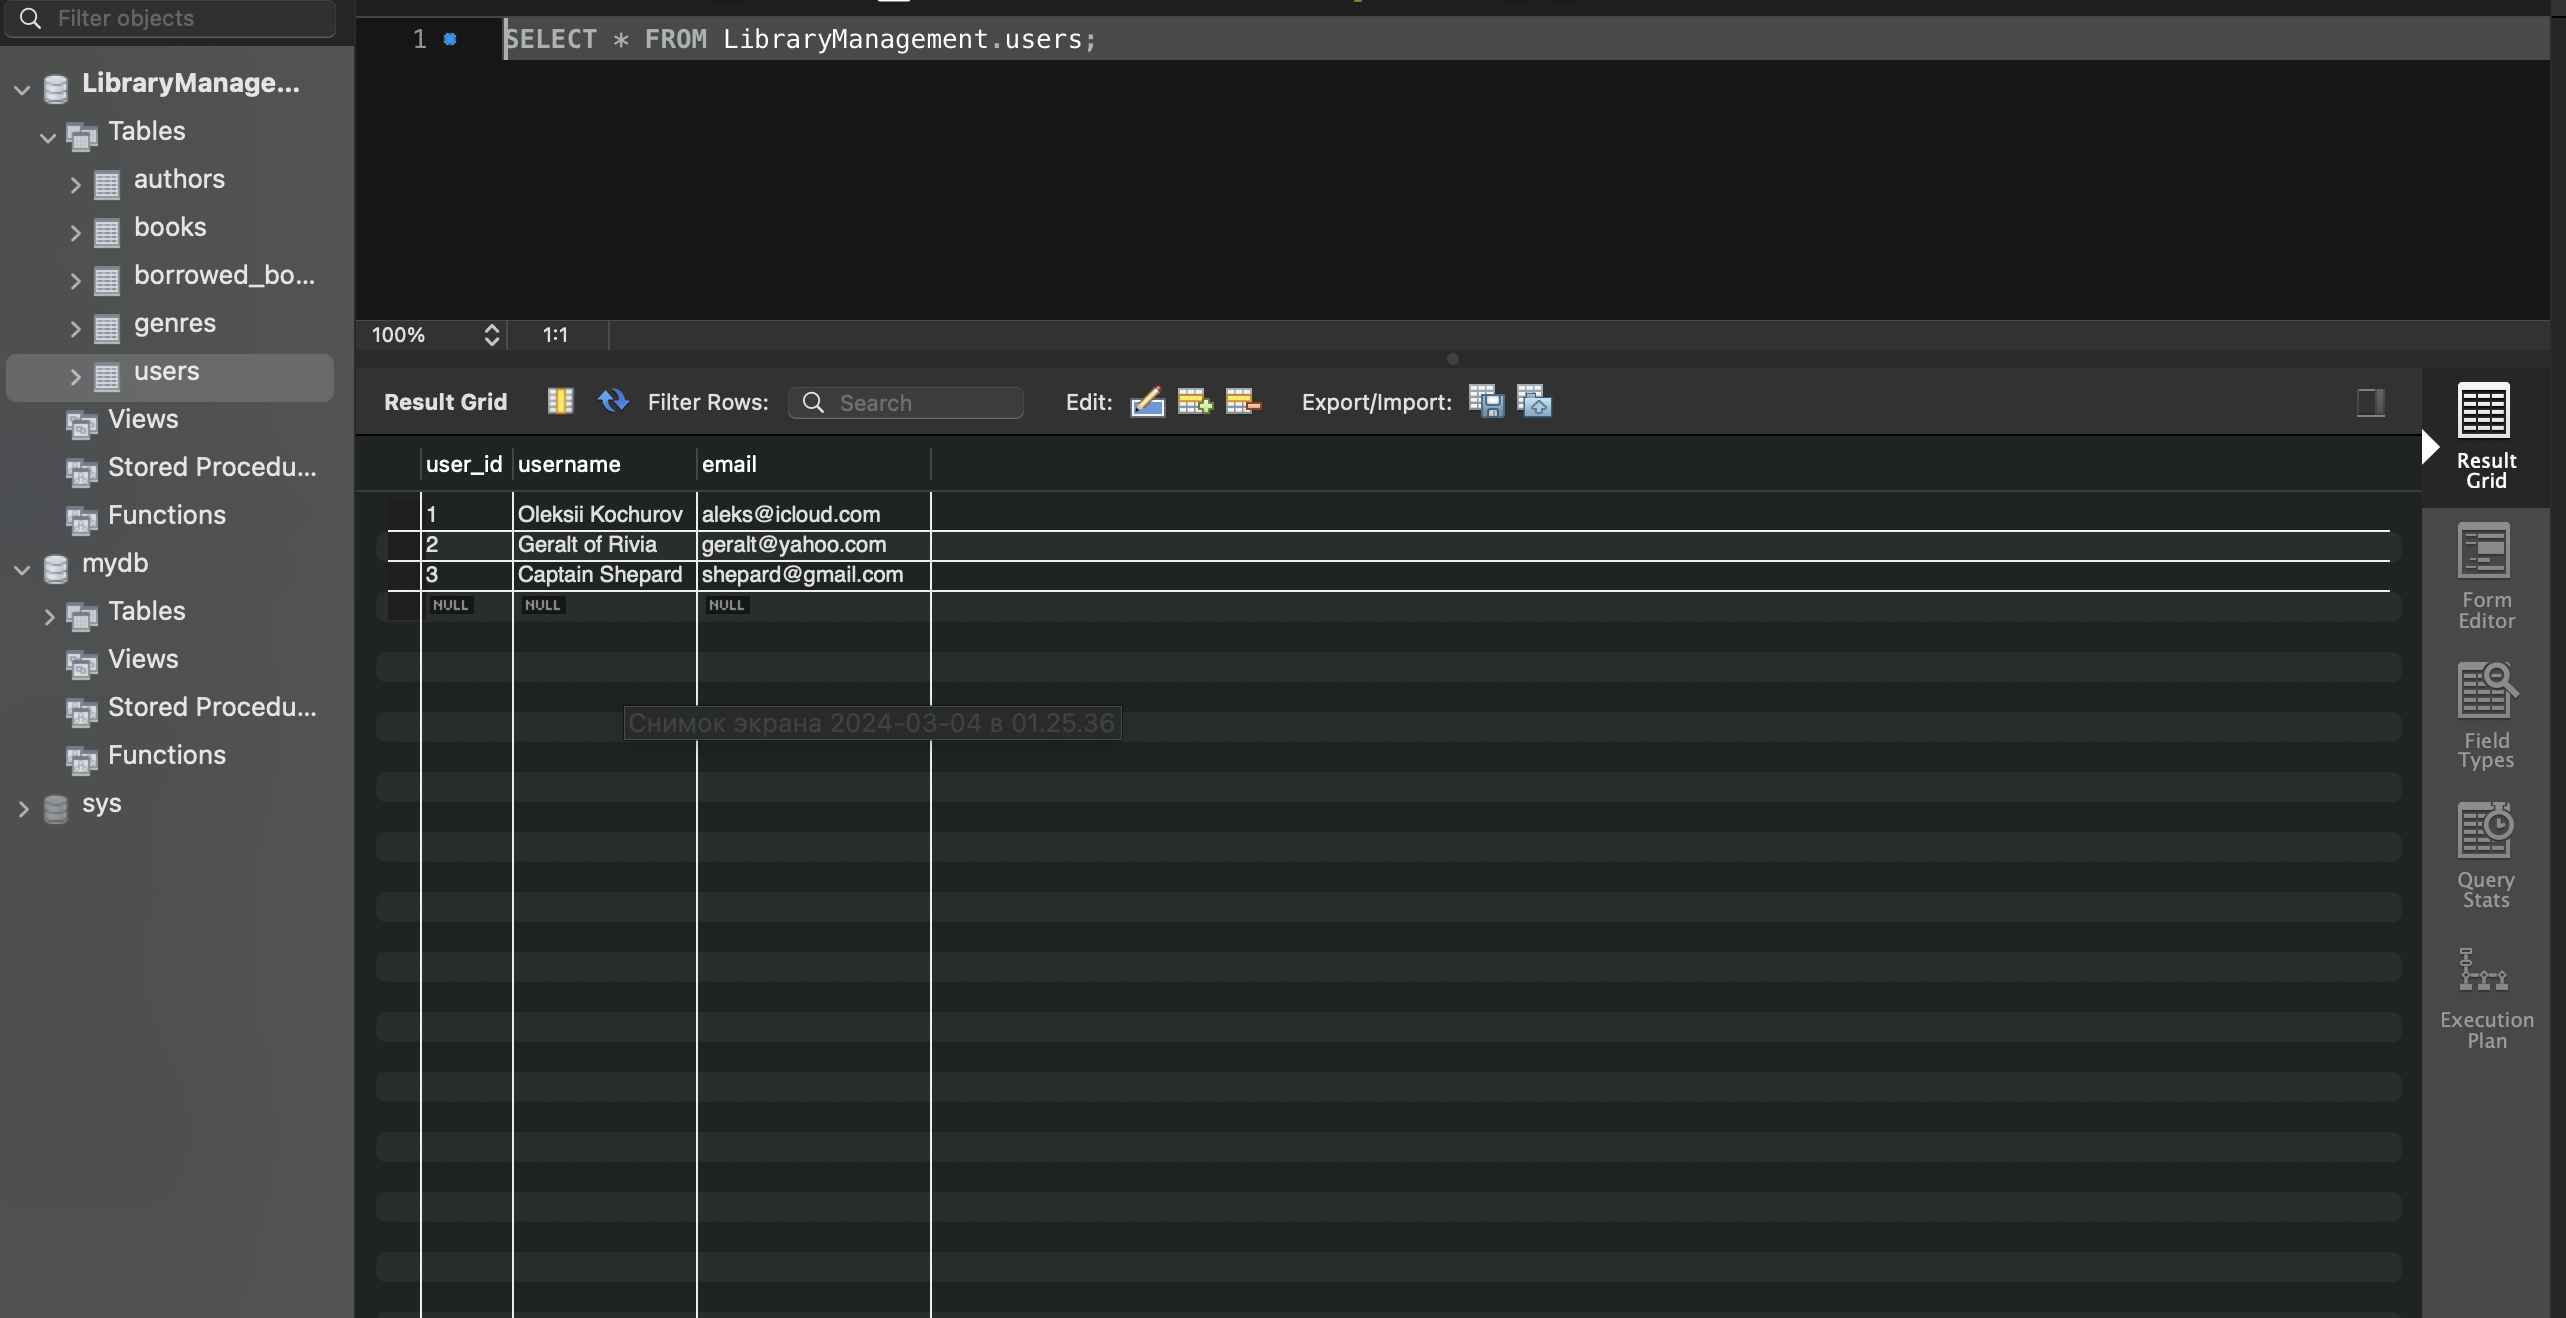 Filter objects
LibraryManage...
Tables
authors
books
borrowed_bo...
genres
users
Views
Stored Procedu...
Functions
mydb
Tables
Views
Stored Procedu...
Functions
sys
1 SELECT * FROM LibraryManagement.users;
100% 1:1
Result Grid Filter Rows: Search Edit: Export/Import:
user_id username email
1 Oleksii Kochurov aleks@icloud.com
2 Geralt of Rivia geralt@yahoo.com
3 Captain Shepard shepard@gmail.com
NULL NULL NULL
Снимок экрана 2024-03-04 в 01.25.36
Result
Grid
Form
Editor
Field
Types
Query
Stats
Execution
Plan